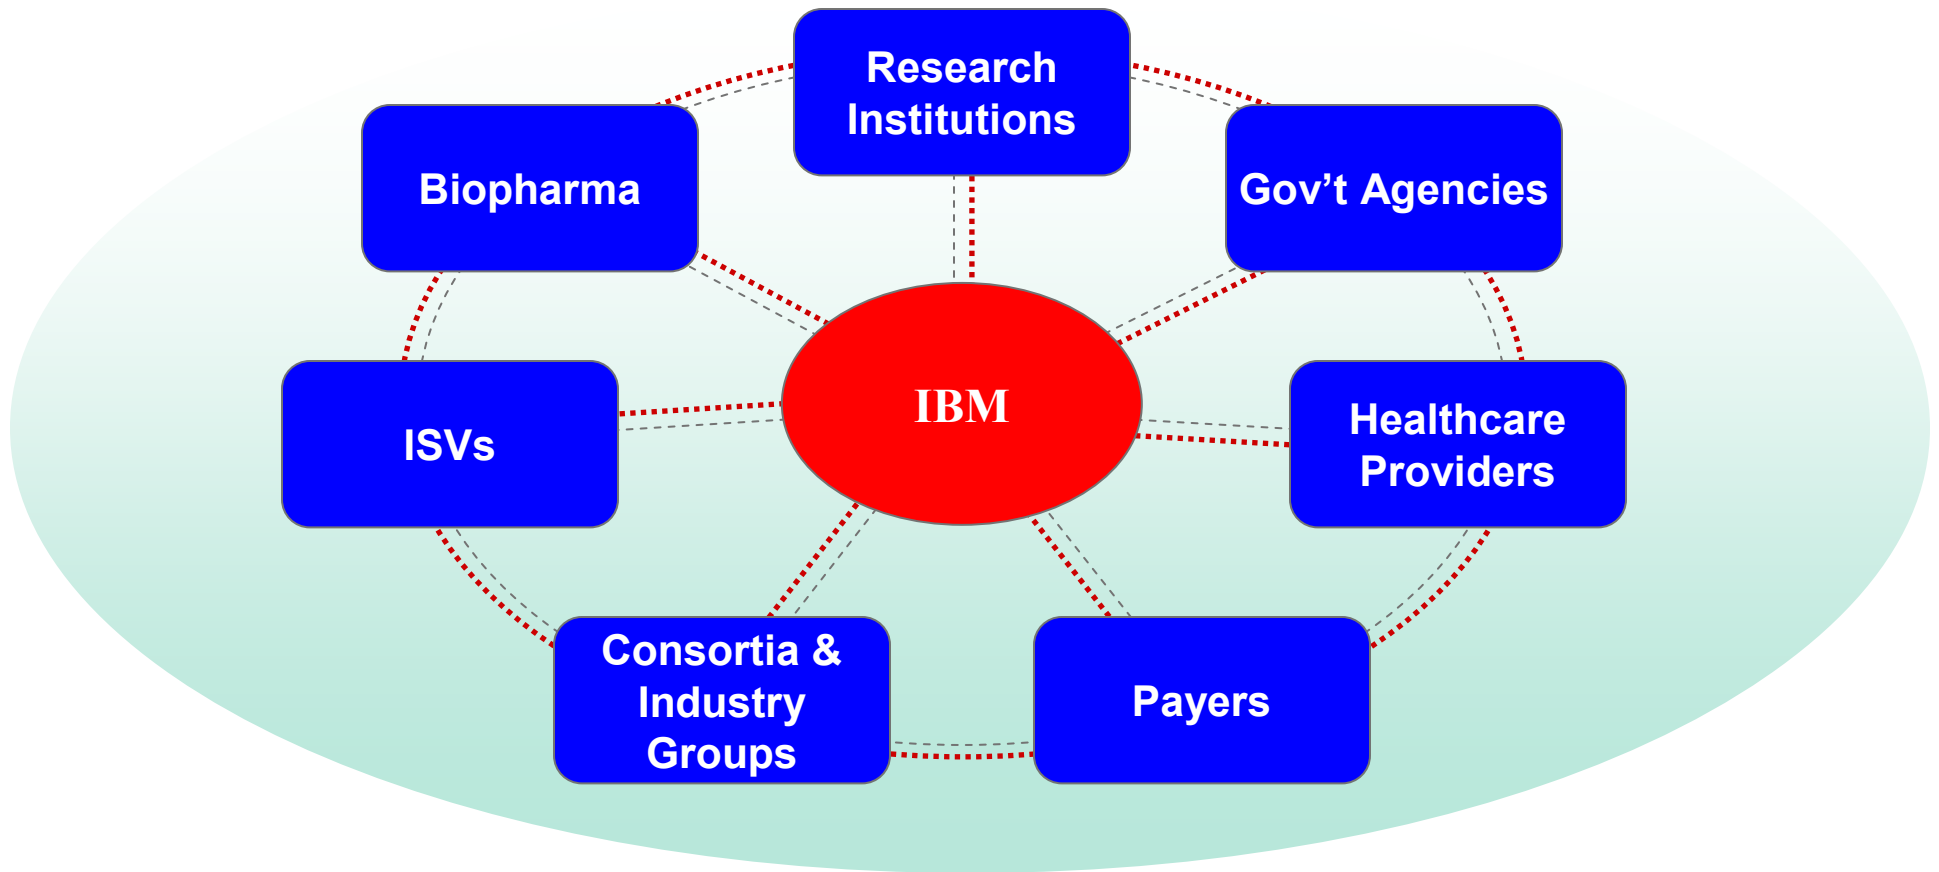 Research
Institutions
Biopharma
Gov’t Agencies
IBM
Healthcare
Providers
ISVs
Consortia &
Industry
Groups
Payers